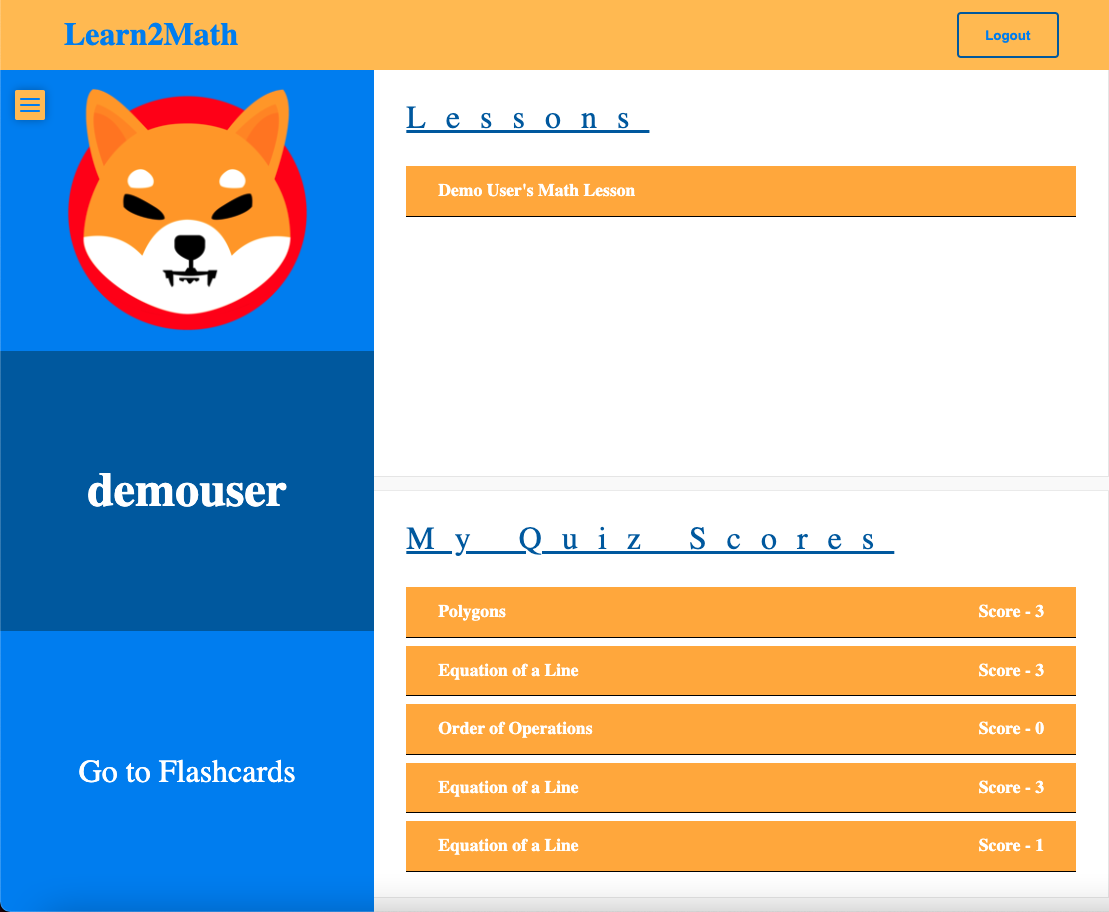 Learn2Math
Logout
demouser
Go to Flashcards
Lessons
Demo User's Math Lesson
My Quiz Scores
Polygons Score - 3
Equation of a Line Score - 3
Order of Operations Score - 0
Equation of a Line Score - 3
Equation of a Line Score - 1